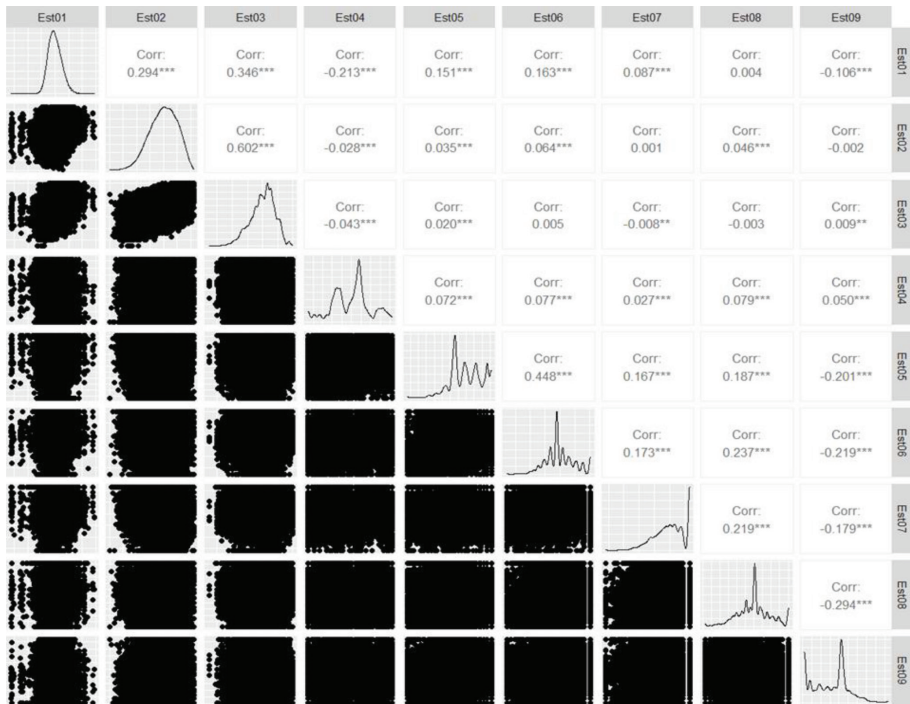 Est01 Est02 Est03 Est04 Est05 Est06 Est07 Est08 Est09
Corr: Corr: Corr: Corr: Corr: Corr: Corr: Corr:
0.294*** 0.346*** -0.213*** 0.151*** 0.163*** 0.087*** 0.004 -0.106***
Est01
Corr: Corr: Corr: Corr: Corr: Corr: Corr:
0.602*** -0.028*** 0.035*** 0.064*** 0.001 0.046*** -0.002
Est02
Corr: Corr: Corr: Corr: Corr: Corr:
-0.043*** 0.020*** 0.005 -0.008** -0.003 0.009**
Est03
Corr: Corr: Corr: Corr: Corr:
0.072*** 0.077*** 0.027*** 0.079*** 0.050***
Est04
Corr: Corr: Corr: Corr:
0.448*** 0.167*** 0.187*** -0.201***
Est05
Corr: Corr: Corr:
0.173*** 0.237*** -0.219***
Est06
Corr: Corr:
0.219*** -0.179***
Est07
Corr:
-0.294***
Est08
Est09